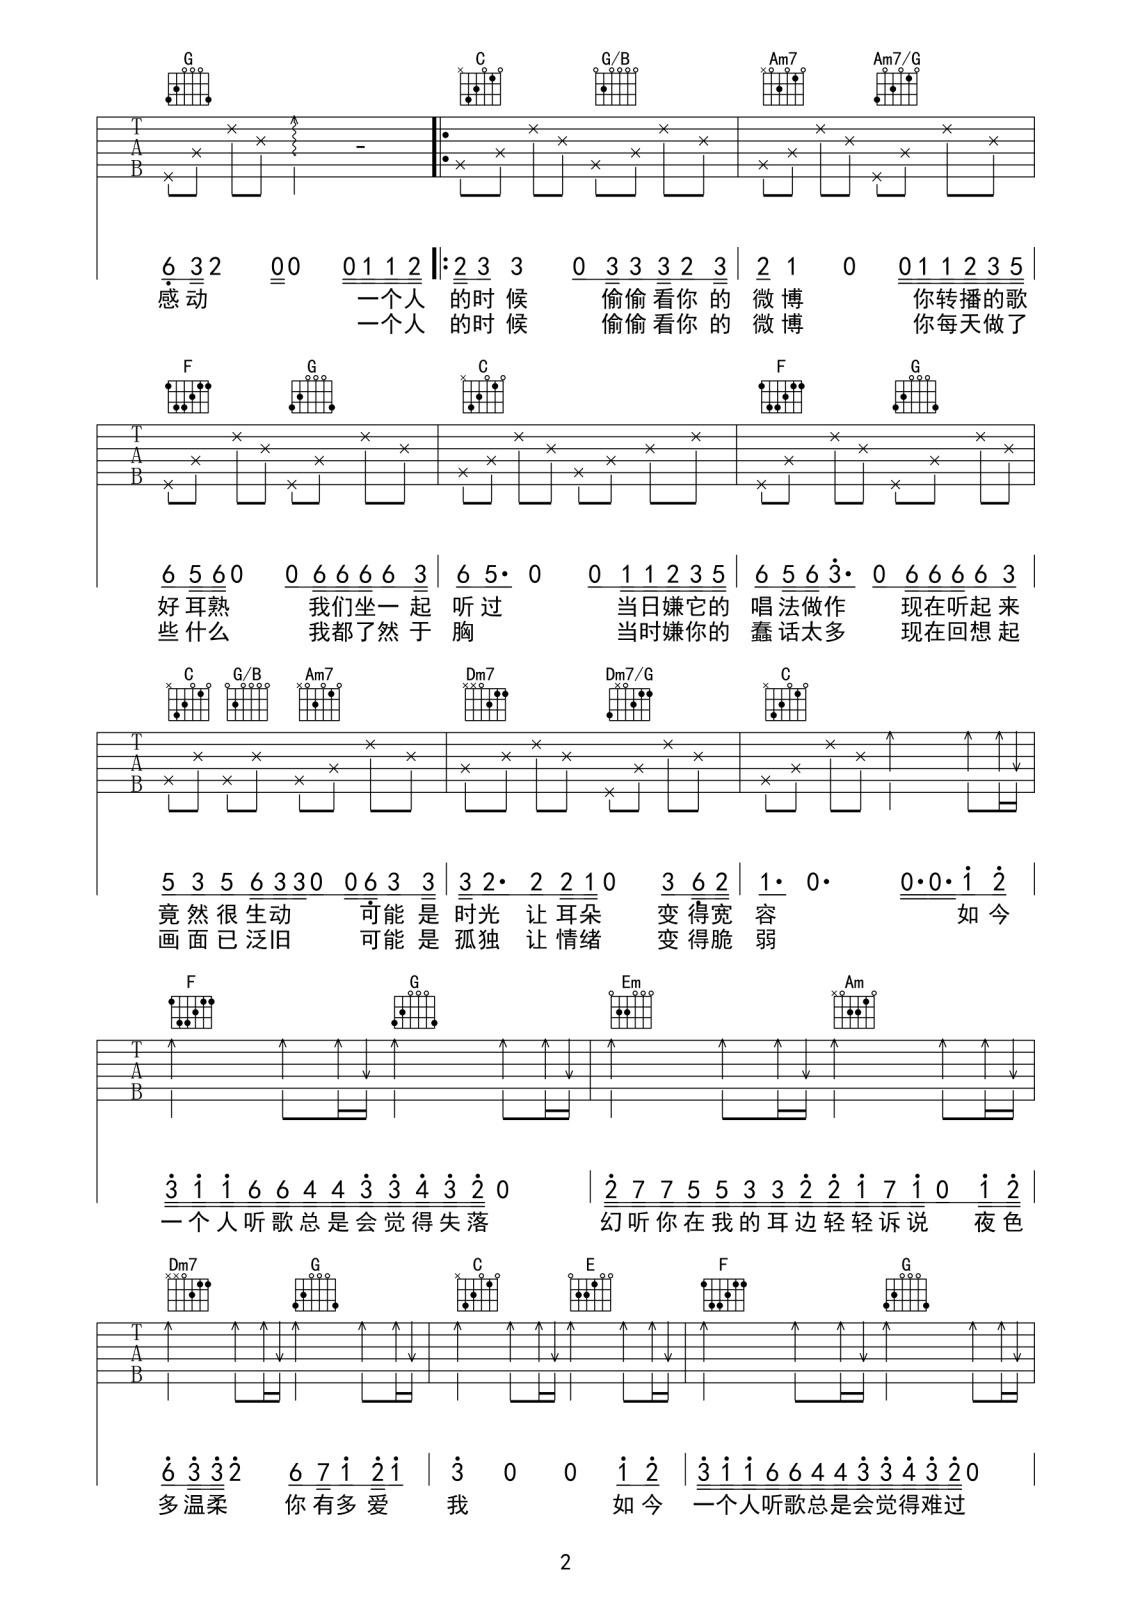 G C G/B Am7 Am7/G
T A B
6 3 2 0 0 0 1 1 2 2 3 3 0 3 3 3 2 3 2 1 0 0 1 1 2 3 5
感 动 一个人 的时 候 偷偷 看你 的 微 博 你转播的歌
一个人 的时 候 偷偷 看你 的 微 博 你每天做了
F G C F G
T A B
6 5 6 0 0 6 6 6 6 3 6 5· 0 0 1 1 2 3 5 6 5 6 3· 0 6 6 6 6 3
好 耳熟 我们坐一 起 听 过 当日嫌它的 唱 法做作 现在听起 来
些 什么 我都了然 于 胸 当时嫌你的 蠢 话太多 现在回想 起
C G/B Am7 Dm7 Dm7/G C
T A B
5 3 5 6 3 3 0 0 6 3 3 3 2· 2 2 1 0 3 6 2 1· 0· 0·0·1 2
竟 然 很 生动 可能 是 时光 让 耳朵 变 得宽 容 如 今
画 面 已 泛旧 可能 是 孤独 让 情绪 变 得脆 弱
F G Em Am
T A B
3 1 1 6 6 4 4 3 3 4 3 2 0 2 7 7 5 5 3 3 2 2 1 7 1 0 1 2
一 个 人 听 歌 总 是 会 觉 得 失 落 幻 听 你 在 我 的 耳 边 轻 轻 诉 说 夜 色
Dm7 G C E F G
T A B
6 3 3 2 6 7 1 2 1 3 0 0 1 2 3 1 1 6 6 4 4 3 3 4 3 2 0
多 温柔 你 有多 爱 我 如 今 一个人听歌总是会觉得难过
2